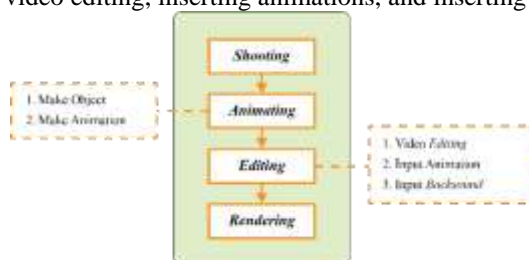 video editing, inserting animations, and inserting
Shooting
1. Make Object
2. Make Animation
Animating
Editing
1. Video Editing
2. Input Animation
3. Input Backsound
Rendering